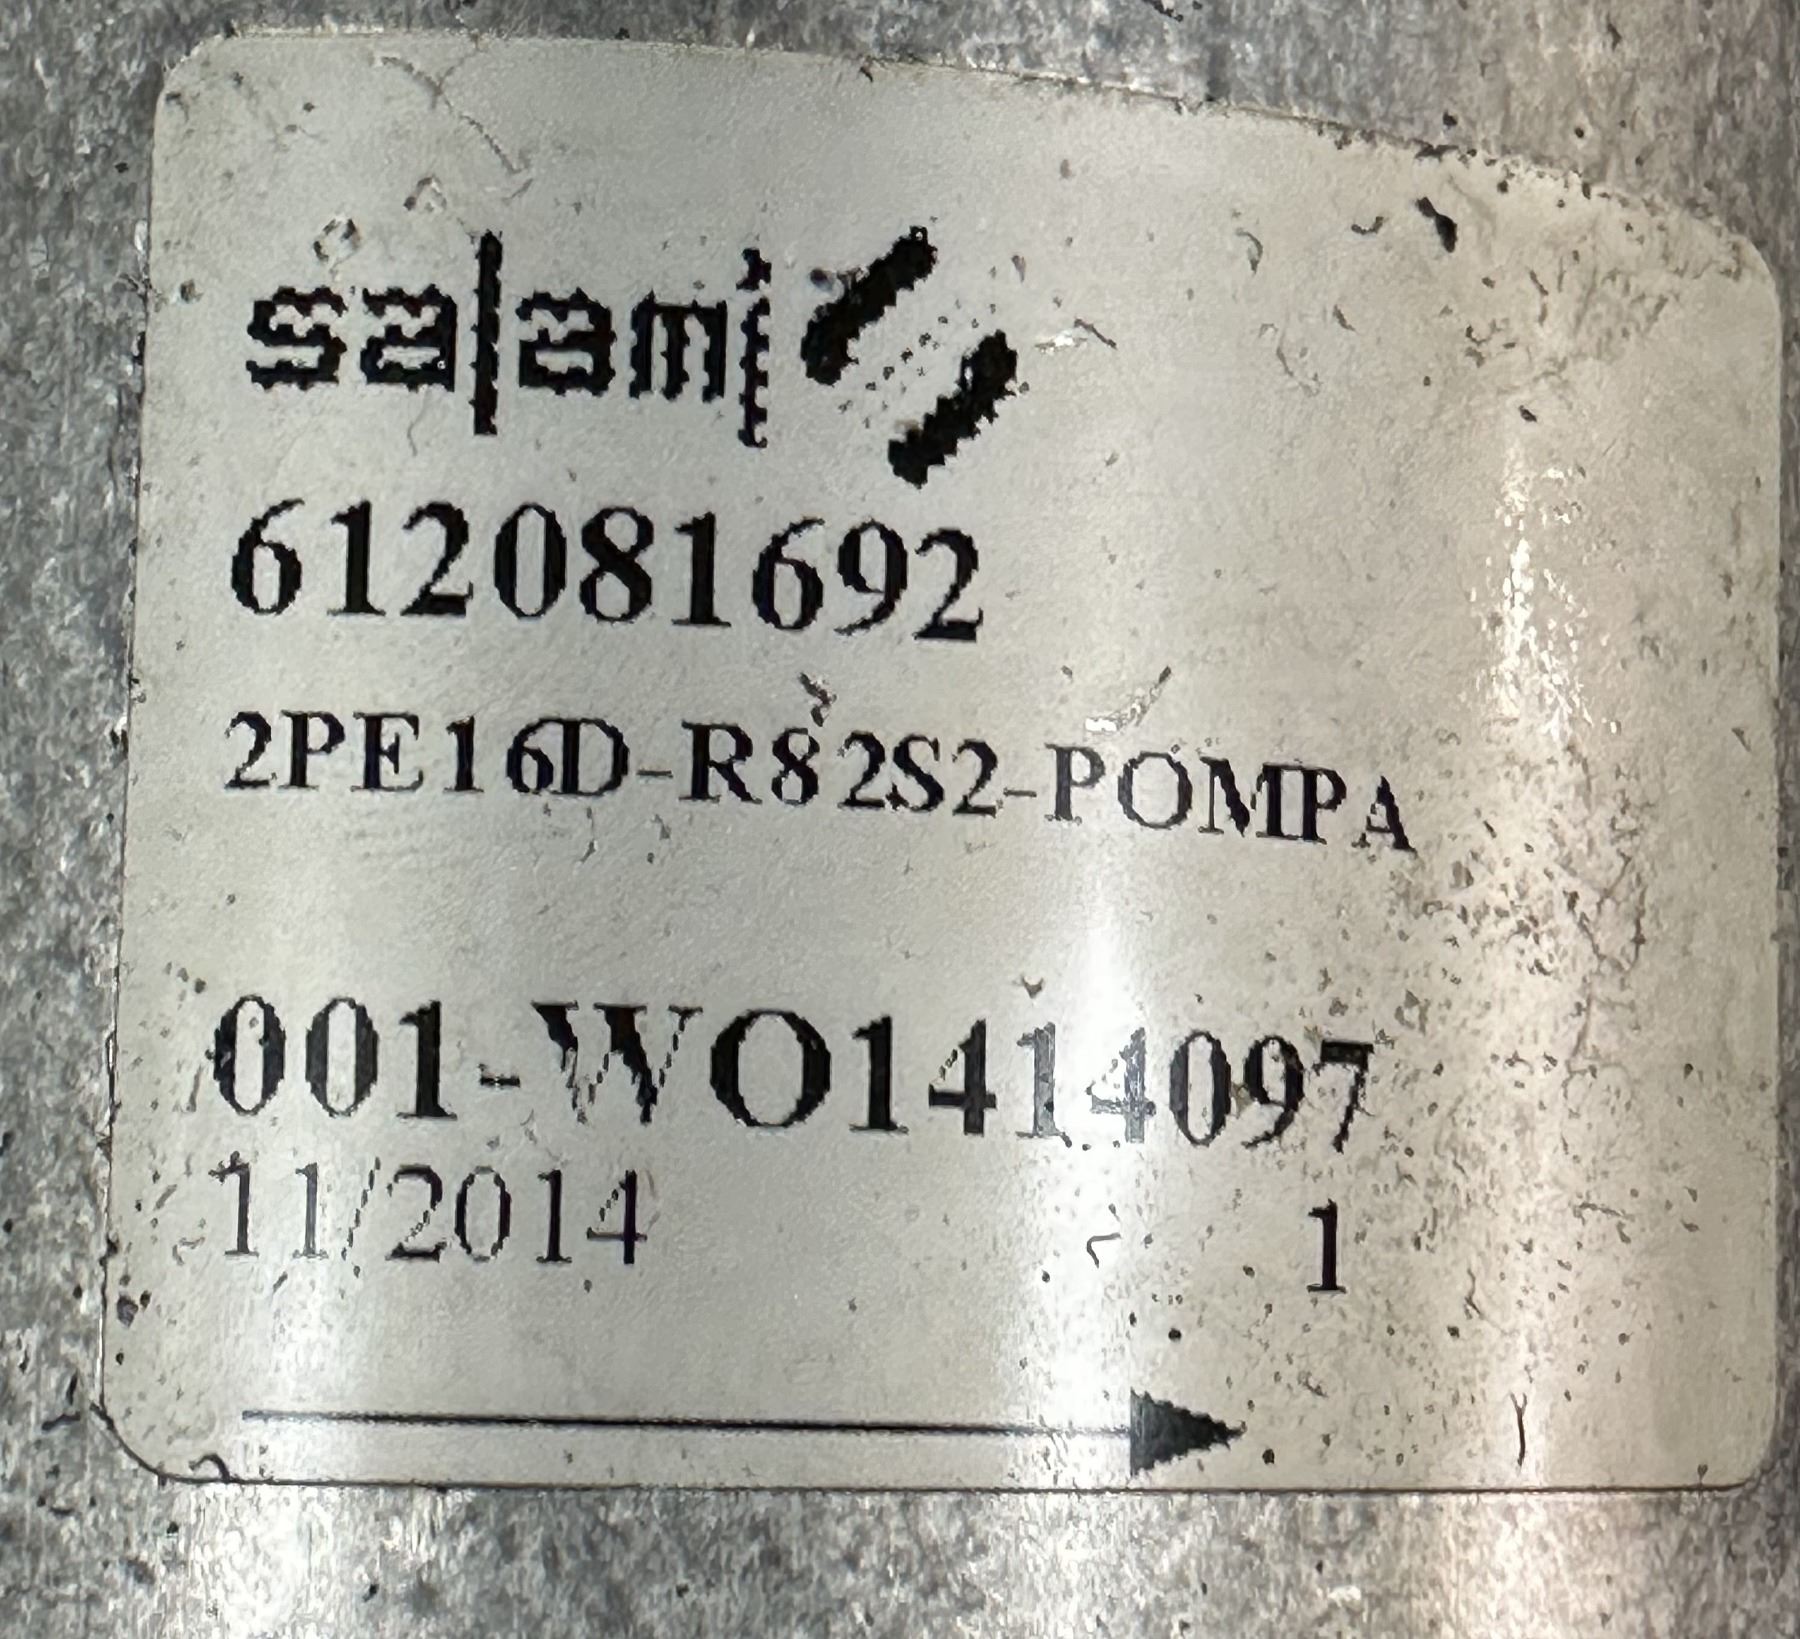 salami
612081692
2PE16D-R82S2-POMPA
001-WO1414097
11/2014 1